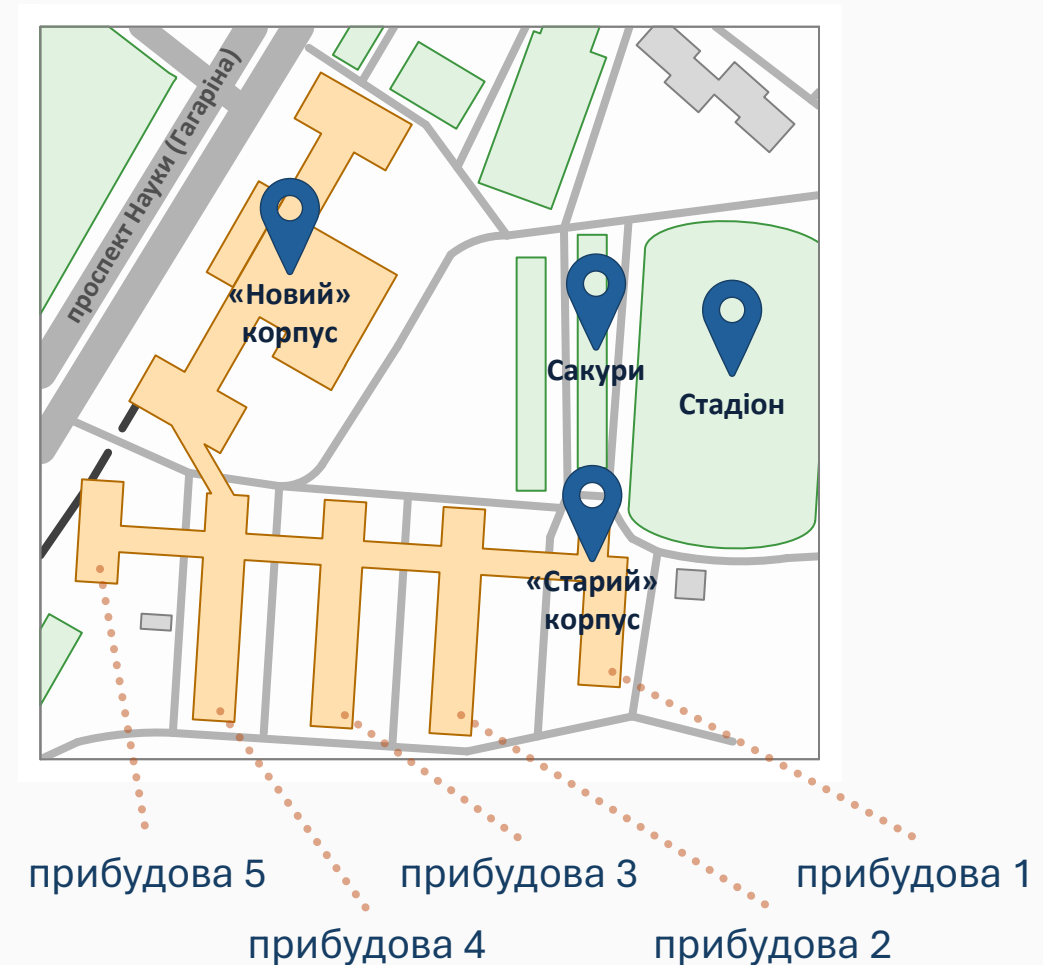 проспект Науки (Гагаріна)
«Новий»
корпус
Сакури
Стадіон
«Старий»
корпус
прибудова 5
прибудова 3
прибудова 1
прибудова 4
прибудова 2